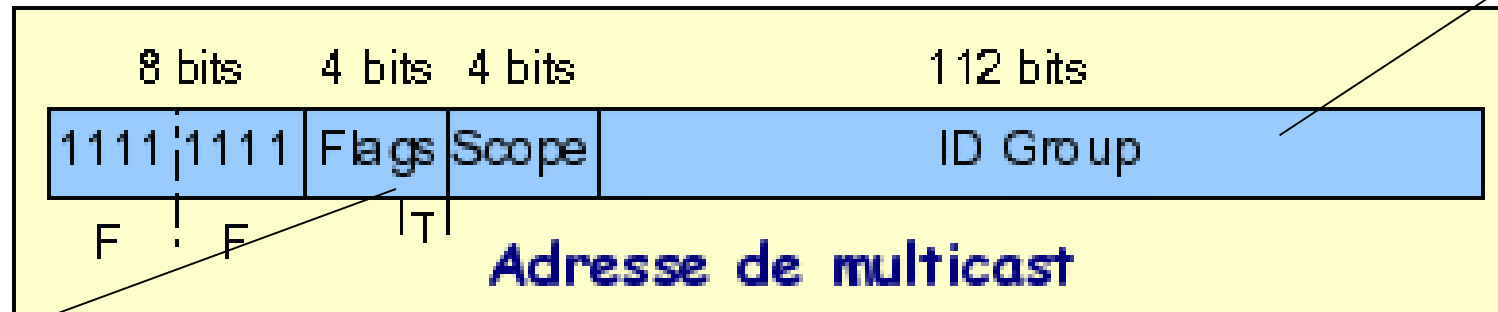 8 bits 4 bits 4 bits 112 bits
1111 1111 Flags Scope ID Group
F F T
Adresse de multicast